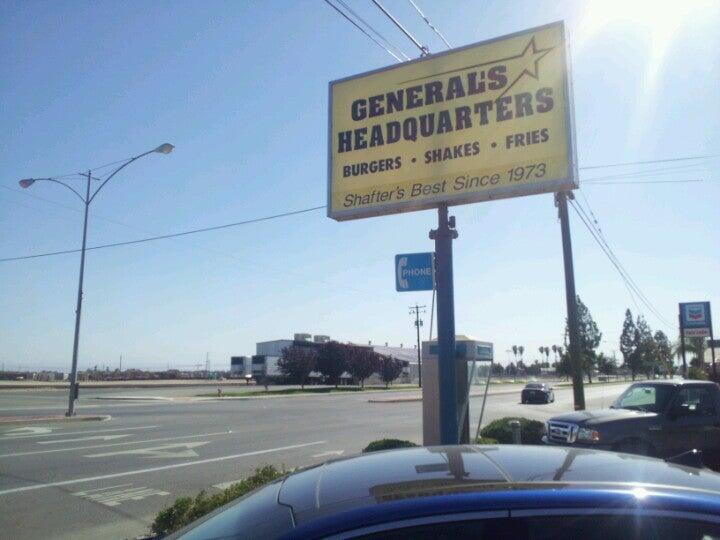 GENERAL'S
HEADQUARTERS
BURGERS • SHAKES • FRIES
Shafter's Best Since 1973
PHONE